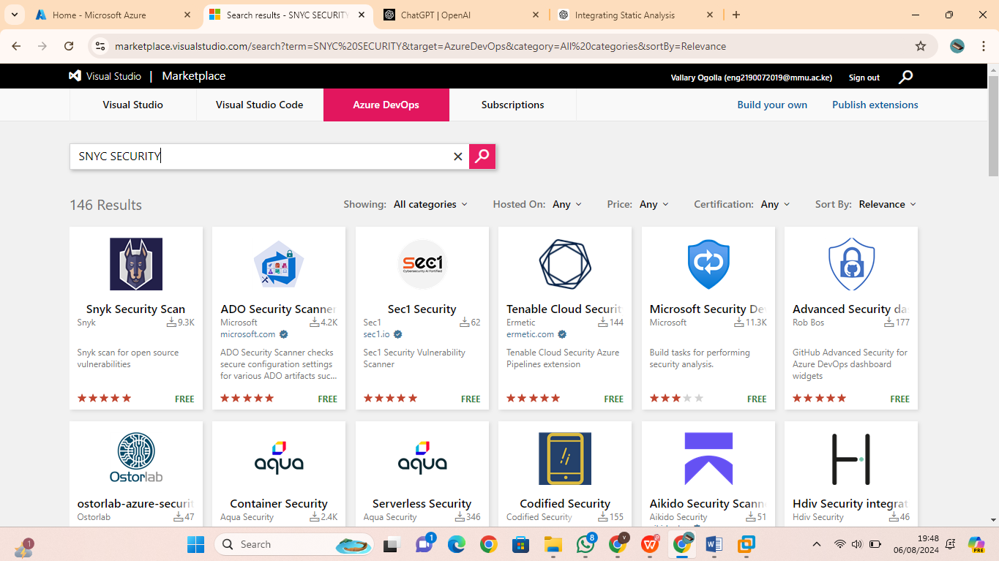 Home - Microsoft Azure
Search results - SNYC SECURITY
ChatGPT | OpenAI
Integrating Static Analysis
marketplace.visualstudio.com/search?term=SNYC%20SECURITY&target=AzureDevOps&category=All%20categories&sortBy=Relevance
Visual Studio | Marketplace
Vallary Ogolla (eng2190072019@mmu.ac.ke) Sign out
Visual Studio Visual Studio Code Azure DevOps Subscriptions Build your own Publish extensions
SNYC SECURITY
146 Results Showing: All categories Hosted On: Any Price: Any Certification: Any Sort By: Relevance
Snyk Security Scan
Snyk 9.3K
Snyk scan for open source
vulnerabilities
FREE
ADO Security Scanner
Microsoft 4.2K
microsoft.com
ADO Security Scanner checks
secure configuration settings
for various ADO artifacts suc...
FREE
sec1
Cybersecurity AI Fortified
Sec1 Security
Sec1 62
sec1.io
Sec1 Security Vulnerability
Scanner
FREE
Tenable Cloud Securit
Ermetic 144
ermetic.com
Tenable Cloud Security Azure
Pipelines extension
FREE
Microsoft Security De
Microsoft 11.3K
Build tasks for performing
security analysis.
FREE
Advanced Security das
Rob Bos 177
GitHub Advanced Security for
Azure DevOps dashboard
widgets
FREE
Ostorlab
ostorlab-azure-securit
Ostorlab 47
aqua
Container Security
Aqua Security 2.4K
aqua
Serverless Security
Aqua Security 346
Codified Security
Codified Security 155
Aikido Security Scann
Aikido Security 51
Hdiv Security integrat
Hdiv Security 46
1
Search
1
8
19:48
06/08/2024
PRE